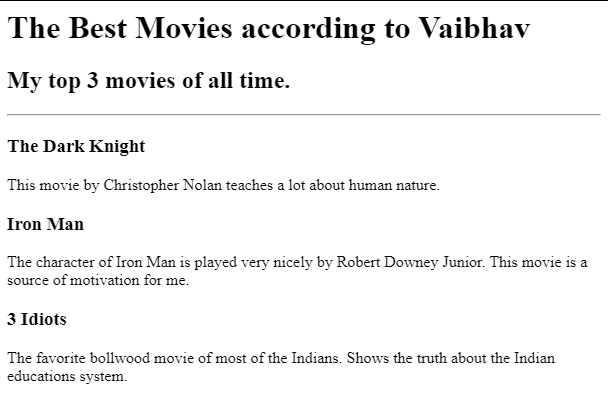 The Best Movies according to Vaibhav
My top 3 movies of all time.
The Dark Knight
This movie by Christopher Nolan teaches a lot about human nature.
Iron Man
The character of Iron Man is played very nicely by Robert Downey Junior. This movie is a
source of motivation for me.
3 Idiots
The favorite bollwood movie of most of the Indians. Shows the truth about the Indian
educations system.